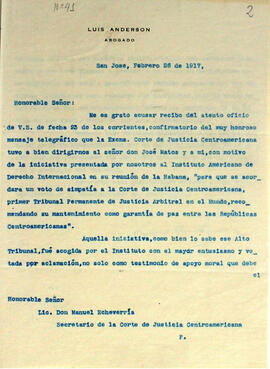 Nº 41
2
LUIS ANDERSON
ABOGADO
San Jose, Febrero 26 de 1917.
Honorable Señor:
Me es grato acusar recibo del atento oficio
de V.S. de fecha 23 de los corrientes, confirmatorio del muy honroso
mensaje telegráfico que la Excma. Corte de Justicia Centroamericana
tuvo a bien dirigirnos al señor don José Matos y a mi, con motivo
de la iniciativa presentada por nosotros al Instituto Americano de
Derecho Internacional en su reunión de la Habana, "para que se acor-
dara un voto de simpatía a la Corte de Justicia Centroamericana,
primer Tribunal Permanente de Justicia Arbitral en el Mundo, reco-
mendando su mantenimiento como garantía de paz entre las Repúblicas
Centroamericanas".
Aquella iniciativa, como bien lo sabe ese Alto
Tribunal, fué acogida por el Instituto con el mayor entusiasmo y vo-
tada por aclamación, no solo como testimonio de apoyo moral que debe
el
Honorable Señor
Lic. Don Manuel Echeverría
Secretario de la Corte de Justicia Centroamericana
P.